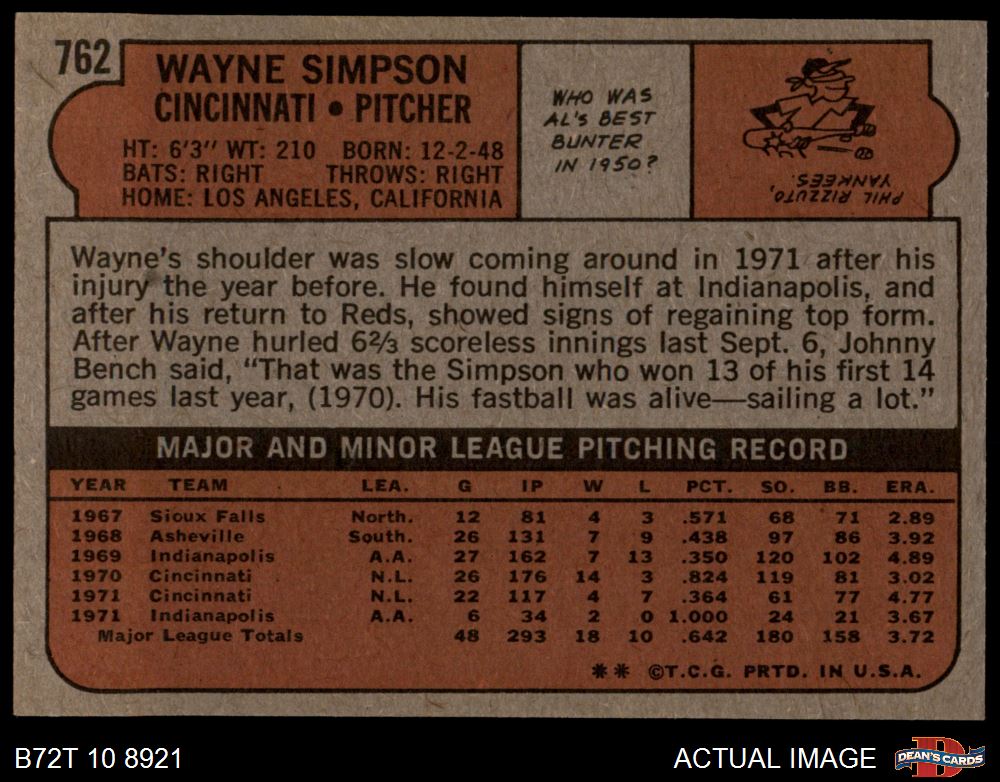 762
WAYNE SIMPSON
CINCINNATI • PITCHER
HT: 6'3" WT: 210 BORN: 12-2-48
BATS: RIGHT THROWS: RIGHT
HOME: LOS ANGELES, CALIFORNIA
WHO WAS
AL'S BEST
BUNTER
IN 1950?
PHIL RIZZUTO,
YANKEES.
Wayne's shoulder was slow coming around in 1971 after his
injury the year before. He found himself at Indianapolis, and
after his return to Reds, showed signs of regaining top form.
After Wayne hurled 6⅔ scoreless innings last Sept. 6, Johnny
Bench said, "That was the Simpson who won 13 of his first 14
games last year, (1970). His fastball was alive—sailing a lot."
MAJOR AND MINOR LEAGUE PITCHING RECORD
YEAR TEAM LEA. G IP W L PCT. SO. BB. ERA.
1967 Sioux Falls North. 12 81 4 3 .571 68 71 2.89
1968 Asheville South. 26 131 7 9 .438 97 86 3.92
1969 Indianapolis A.A. 27 162 7 13 .350 120 102 4.89
1970 Cincinnati N.L. 26 176 14 3 .824 119 81 3.02
1971 Cincinnati N.L. 22 117 4 7 .364 61 77 4.77
1971 Indianapolis A.A. 6 34 2 0 1.000 24 21 3.67
Major League Totals 48 293 18 10 .642 180 158 3.72
** ©T.C.G. PRTD. IN U.S.A.
B72T 10 8921
ACTUAL IMAGE
D
DEAN'S CARDS